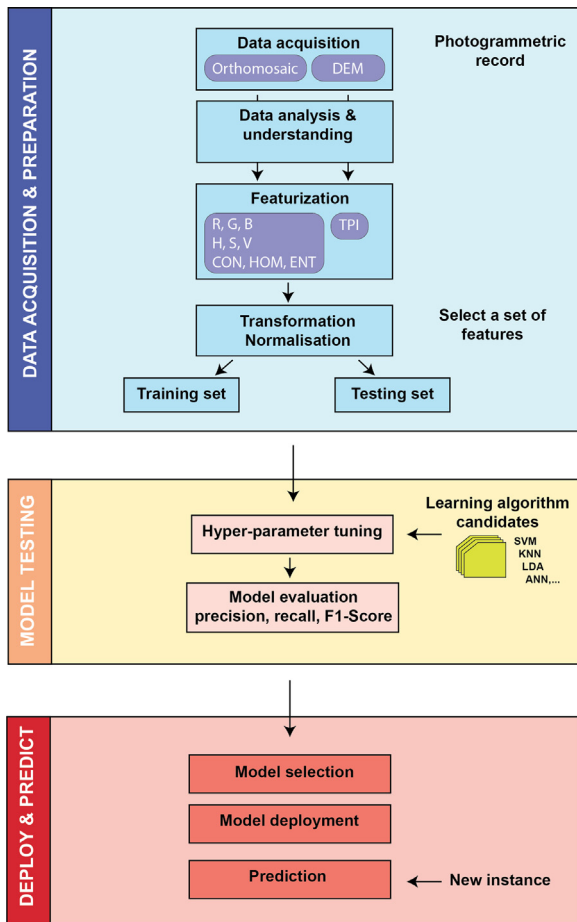 DATA ACQUISITION & PREPARATION
Data acquisition
Orthomosaic
DEM
Photogrammetric
record
Data analysis &
understanding
Featurization
R, G, B
H, S, V
CON, HOM, ENT
TPI
Transformation
Normalisation
Select a set of
features
Training set
Testing set
MODEL TESTING
Hyper-parameter tuning
Learning algorithm
candidates
SVM
KNN
LDA
ANN,...
Model evaluation
precision, recall, F1-Score
DEPLOY & PREDICT
Model selection
Model deployment
Prediction
New instance